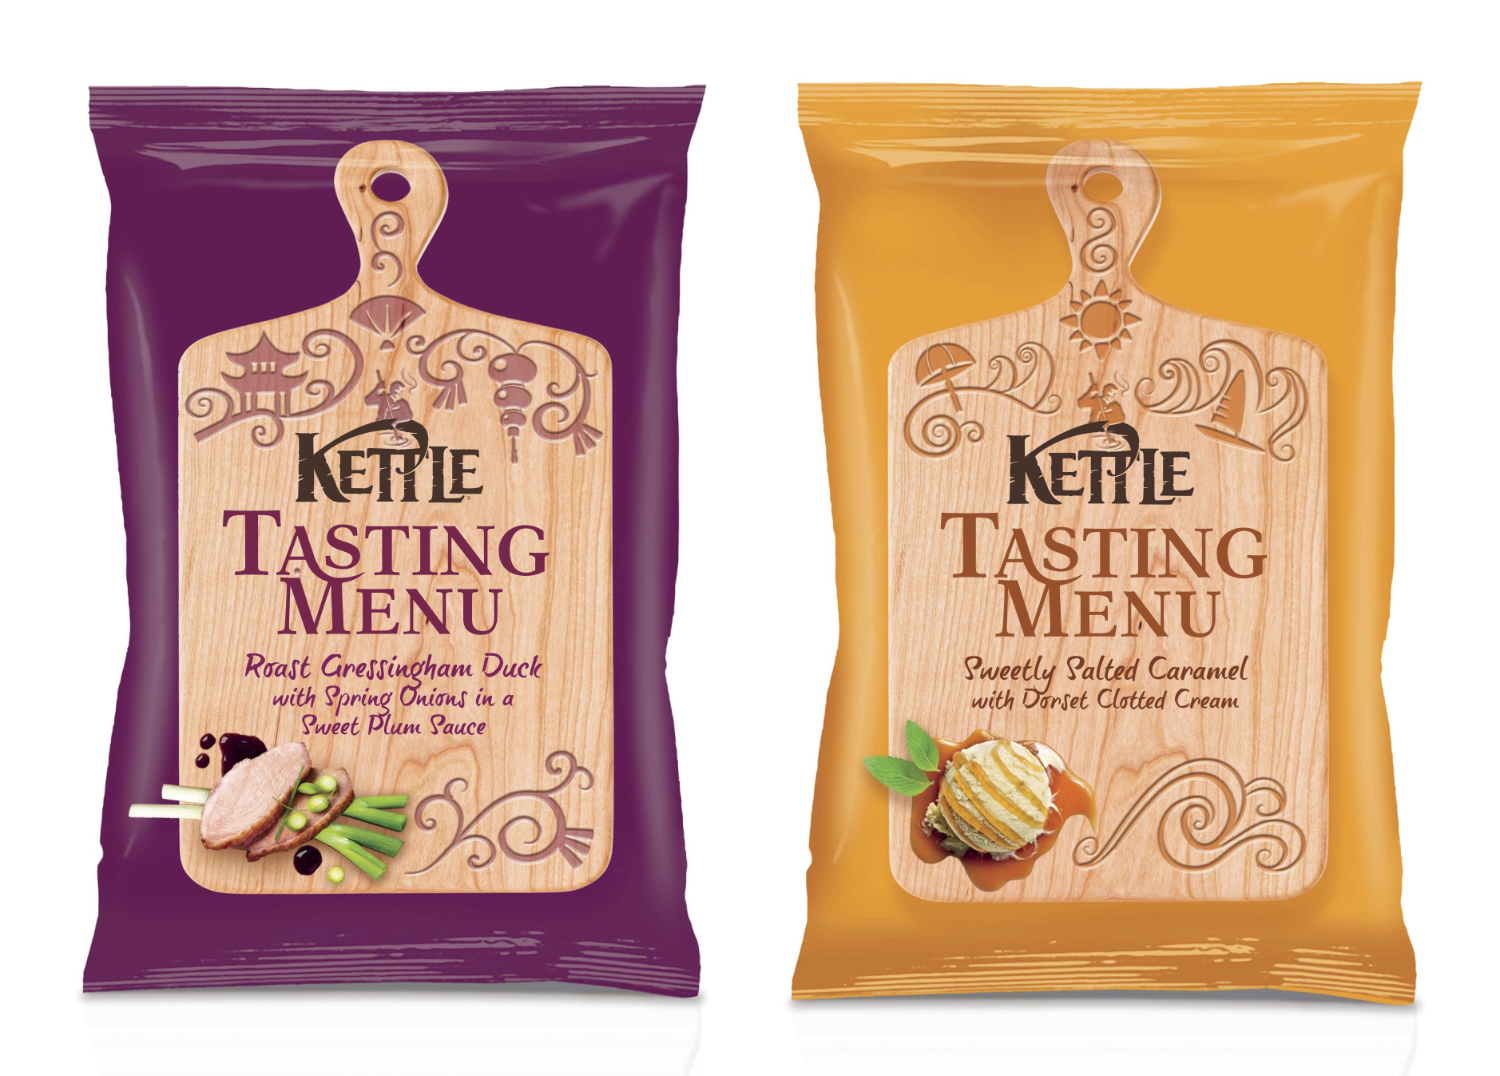 KETTLE
TASTING
MENU
Roast Gressingham Duck
with Spring Onions in a
Sweet Plum Sauce
KETTLE
TASTING
MENU
Sweetly Salted Caramel
with Dorset Clotted Cream